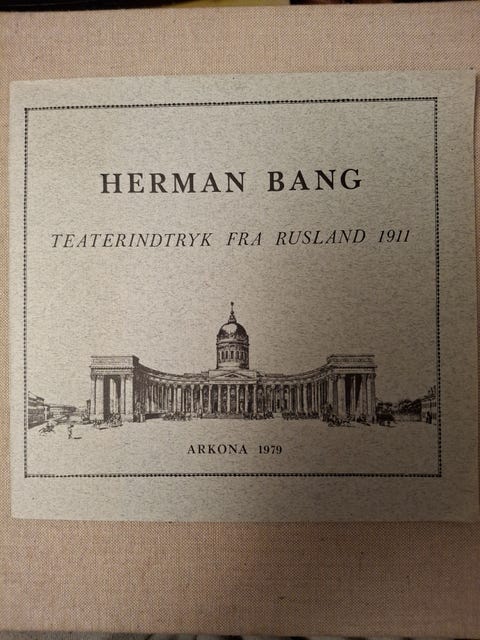 HERMAN BANG
TEATERINDTRYK FRA RUSLAND 1911
ARKONA 1979